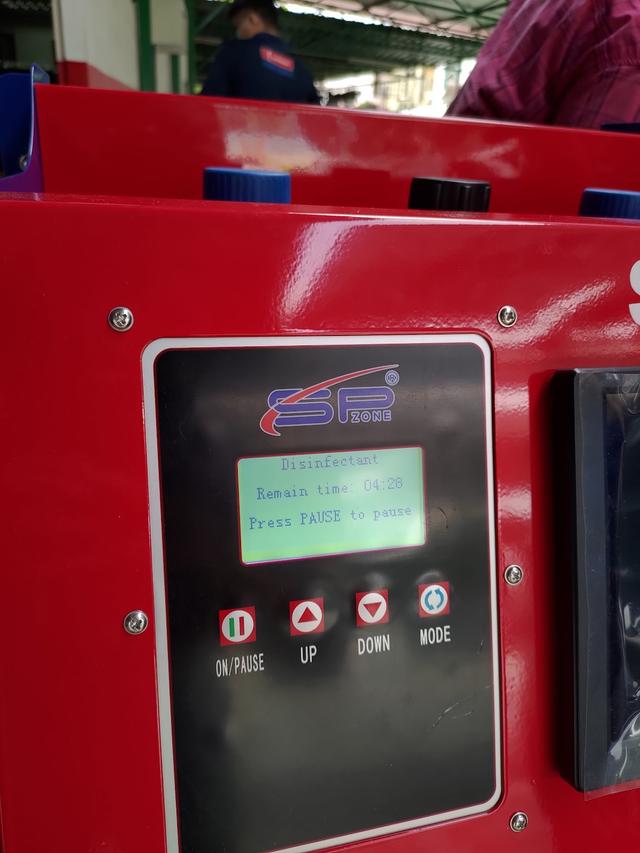 SP ®
ZONE
Disinfectant
Remain time: 04:28
Press PAUSE to pause
ON/PAUSE
UP
DOWN
MODE